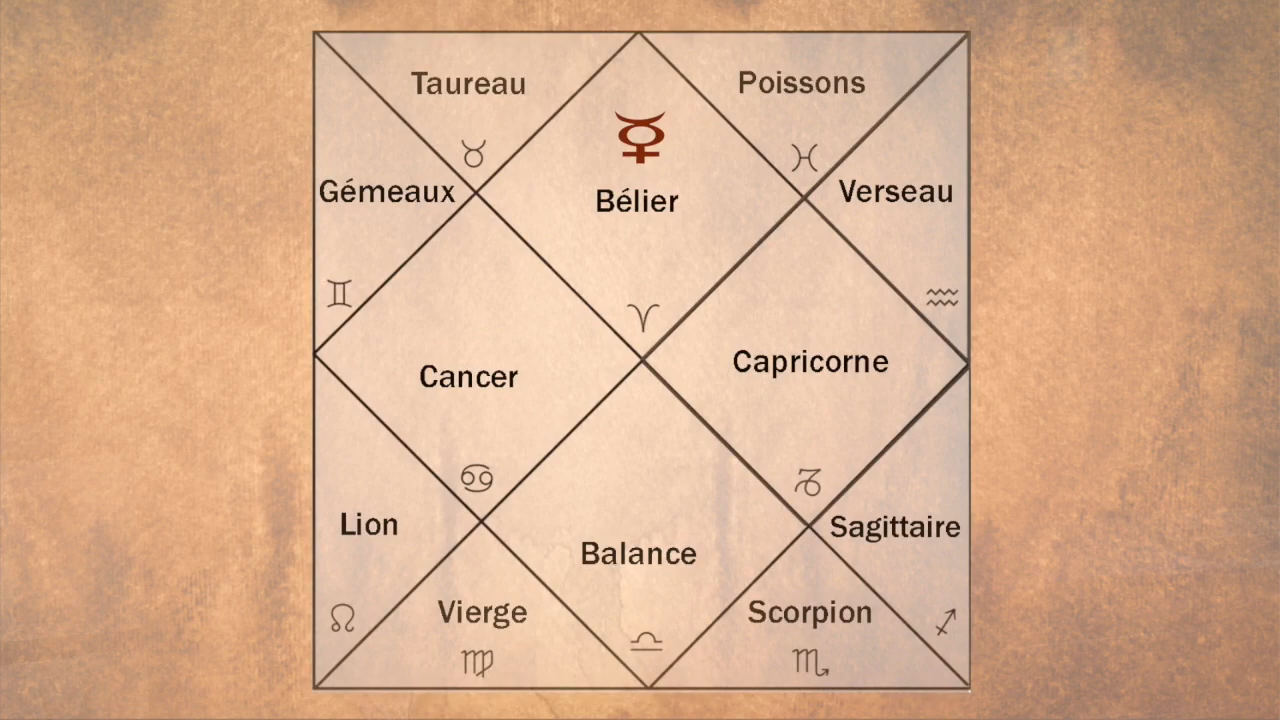 Taureau
Poissons
Gémeaux
Bélier
Verseau
Cancer
Capricorne
Lion
Balance
Sagittaire
Vierge
Scorpion